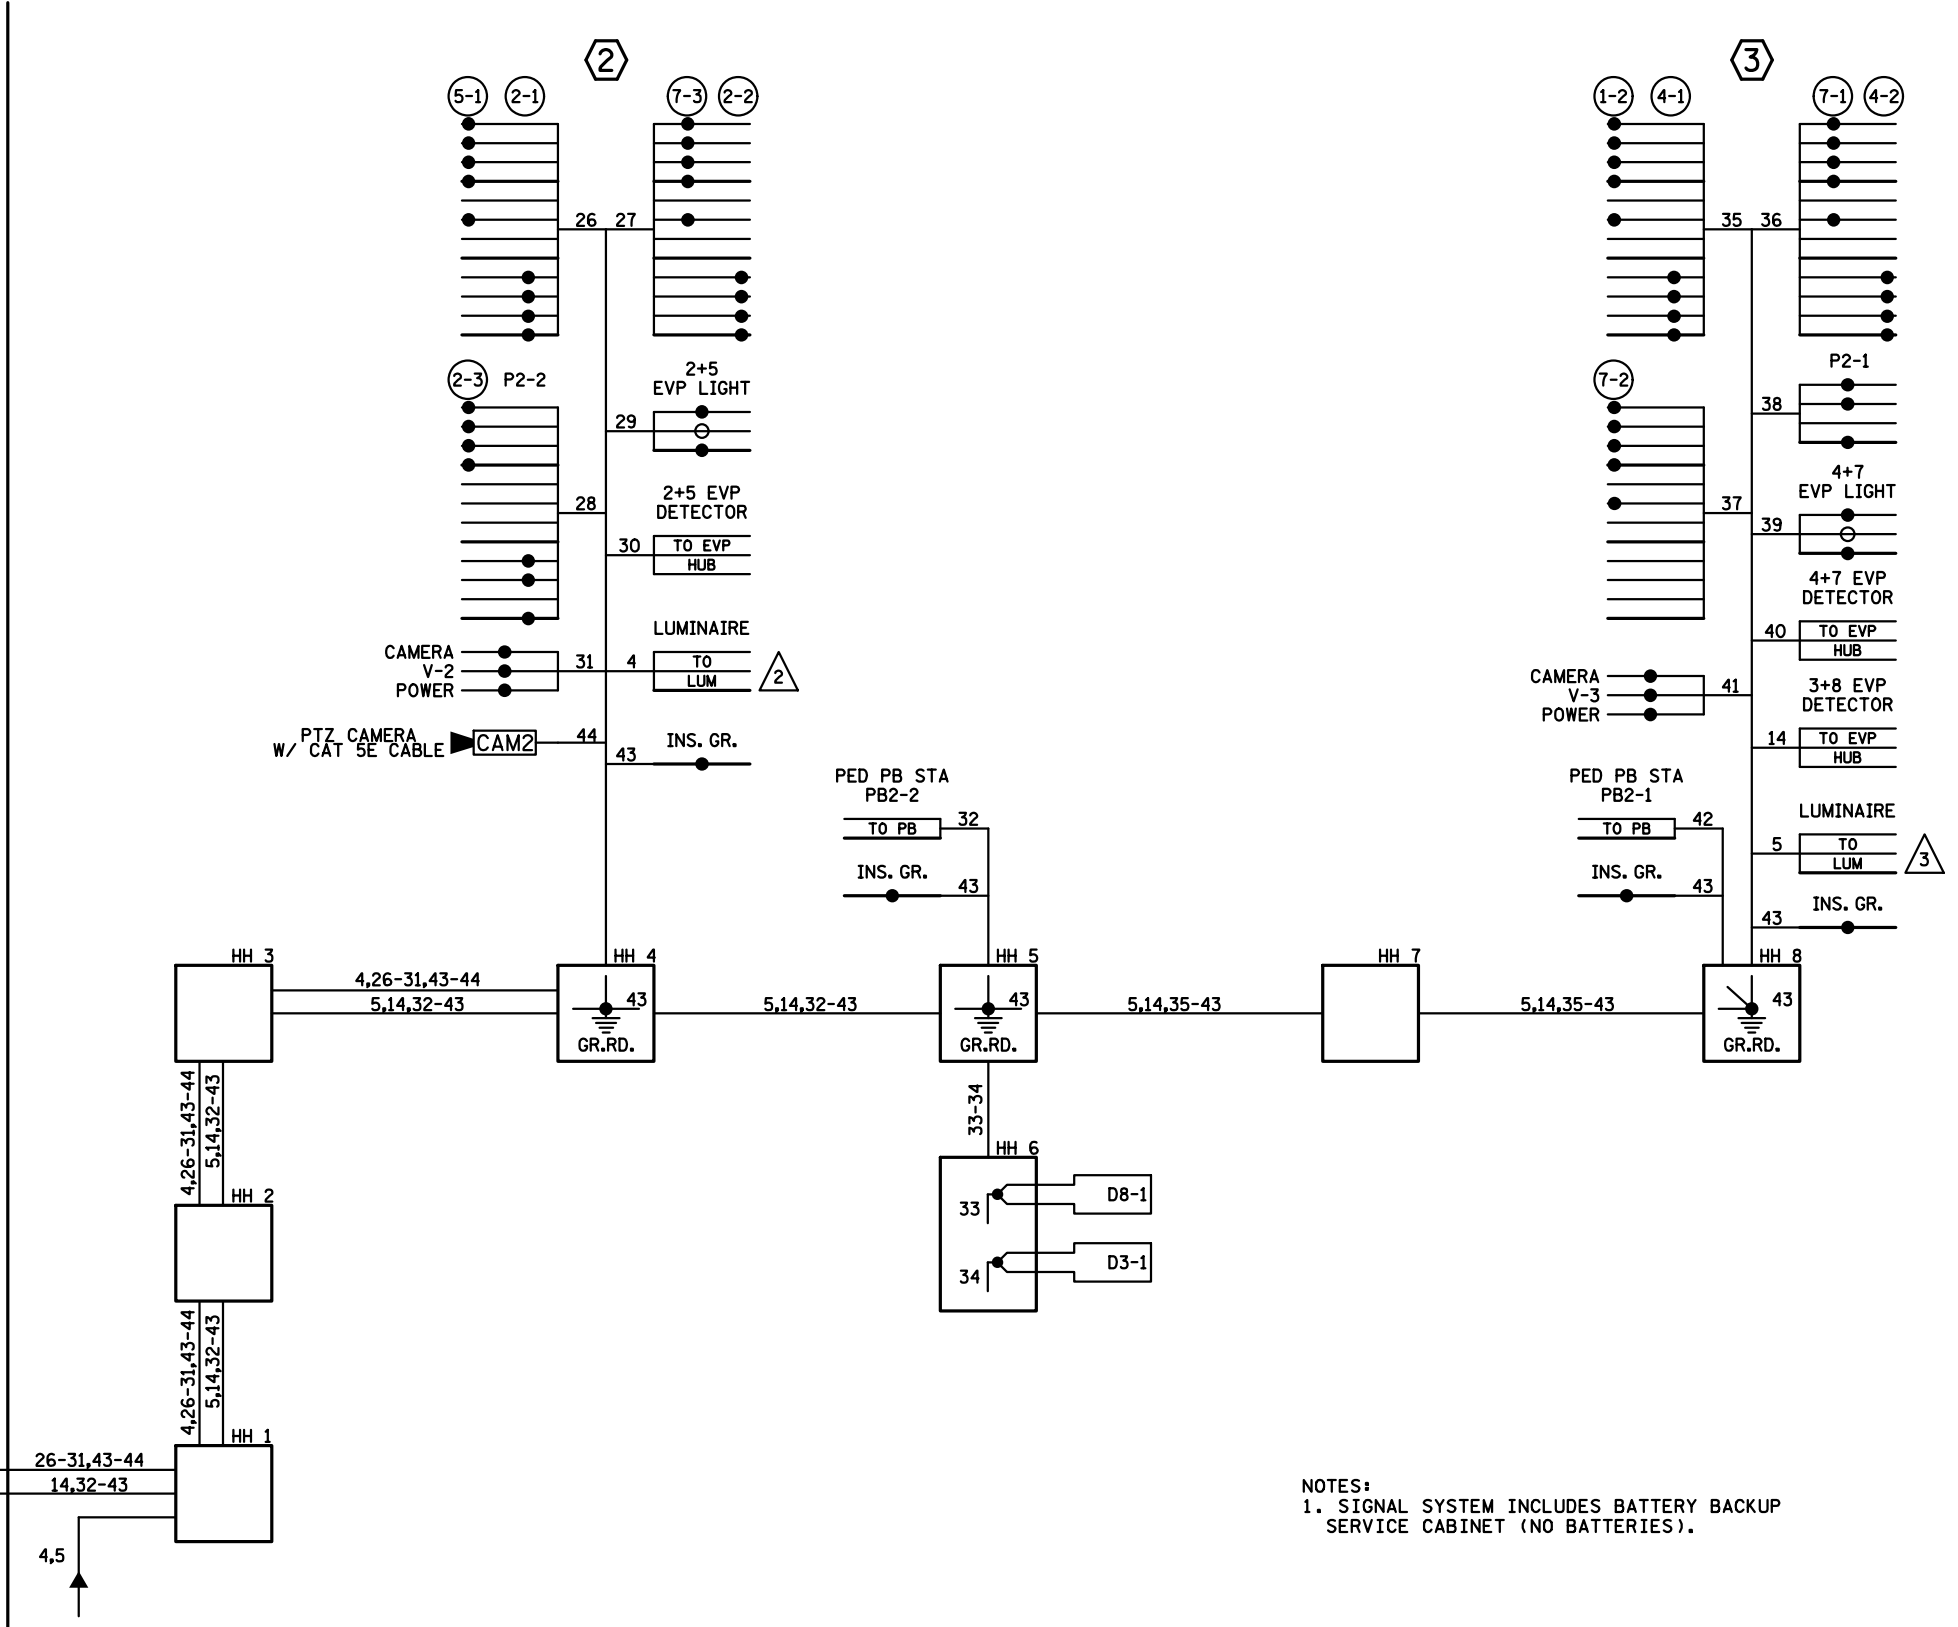 2
5-1 2-1 7-3 2-2
26 27
2-3 P2-2
2+5
EVP LIGHT
29
28
2+5 EVP
DETECTOR
30
TO EVP
HUB
LUMINAIRE
CAMERA
V-2
POWER
31 4
TO
LUM
2
PTZ CAMERA
W/ CAT 5E CABLE
CAM2
44
43
INS. GR.
3
1-2 4-1 7-1 4-2
35 36
7-2
P2-1
38
37
4+7
EVP LIGHT
39
4+7 EVP
DETECTOR
40
TO EVP
HUB
CAMERA
V-3
POWER
41
3+8 EVP
DETECTOR
14
TO EVP
HUB
LUMINAIRE
5
TO
LUM
3
43
INS. GR.
PED PB STA
PB2-2
TO PB
32
INS. GR.
43
PED PB STA
PB2-1
TO PB
42
INS. GR.
43
HH 3
4,26-31,43-44
5,14,32-43
HH 4
43
GR.RD.
5,14,32-43
HH 5
43
GR.RD.
5,14,35-43
HH 7
5,14,35-43
HH 8
43
GR.RD.
4,26-31,43-44
5,14,32-43
33-34
HH 6
33
D8-1
34
D3-1
HH 2
4,26-31,43-44
5,14,32-43
HH 1
26-31,43-44
14,32-43
4,5
NOTES:
1. SIGNAL SYSTEM INCLUDES BATTERY BACKUP
SERVICE CABINET (NO BATTERIES).